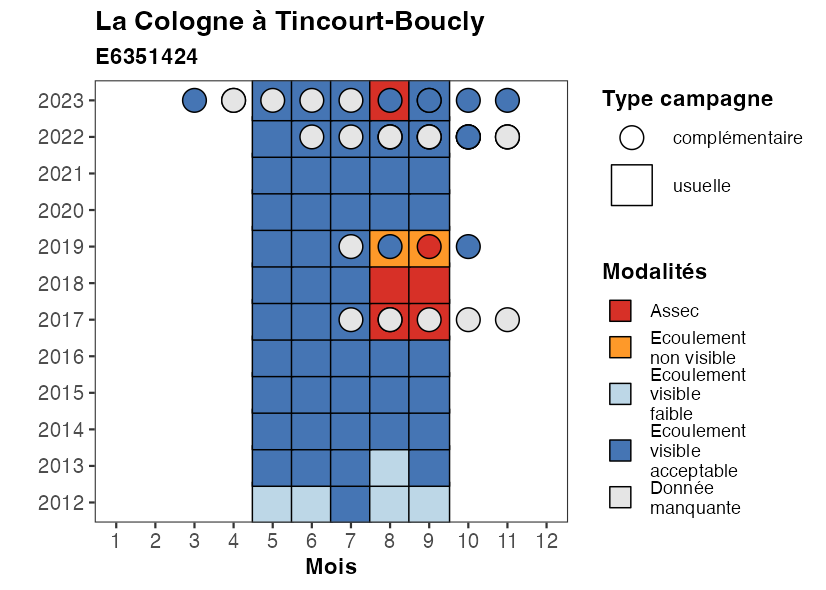 La Cologne à Tincourt-Boucly
E6351424
2023
2022
2021
2020
2019
2018
2017
2016
2015
2014
2013
2012
1 2 3 4 5 6 7 8 9 10 11 12
Mois
Type campagne
complémentaire
usuelle
Modalités
Assec
Ecoulement
non visible
Ecoulement
visible
faible
Ecoulement
visible
acceptable
Donnée
manquante